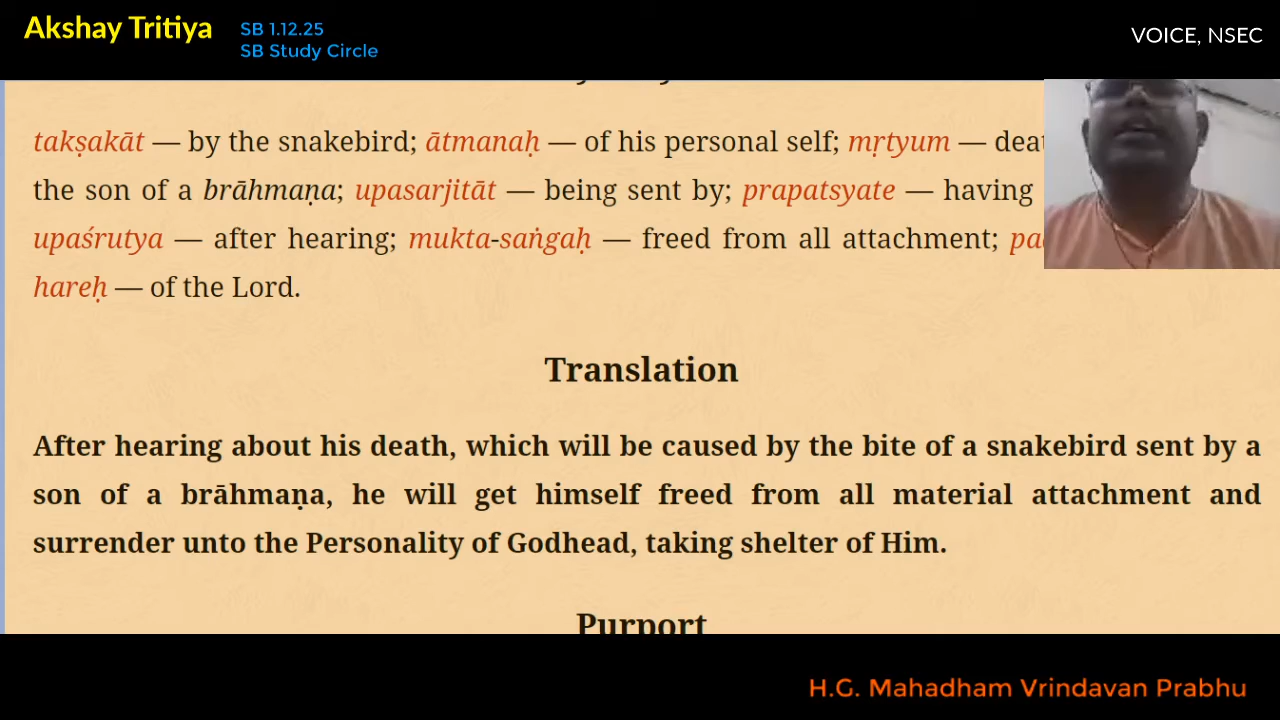 Akshay Tritiya
SB 1.12.25
SB Study Circle
VOICE, NSEC
takṣakāt — by the snakebird; ātmanaḥ — of his personal self; mṛtyum —
the son of a brāhmaṇa; upasarjitāt — being sent by; prapatsyate — having
upaśrutya — after hearing; mukta-saṅgaḥ — freed from all attachment;
hareḥ — of the Lord.
Translation
After hearing about his death, which will be caused by the bite of a snakebird sent by a
son of a brāhmaṇa, he will get himself freed from all material attachment and
surrender unto the Personality of Godhead, taking shelter of Him.
Purport
H.G. Mahadham Vrindavan Prabhu